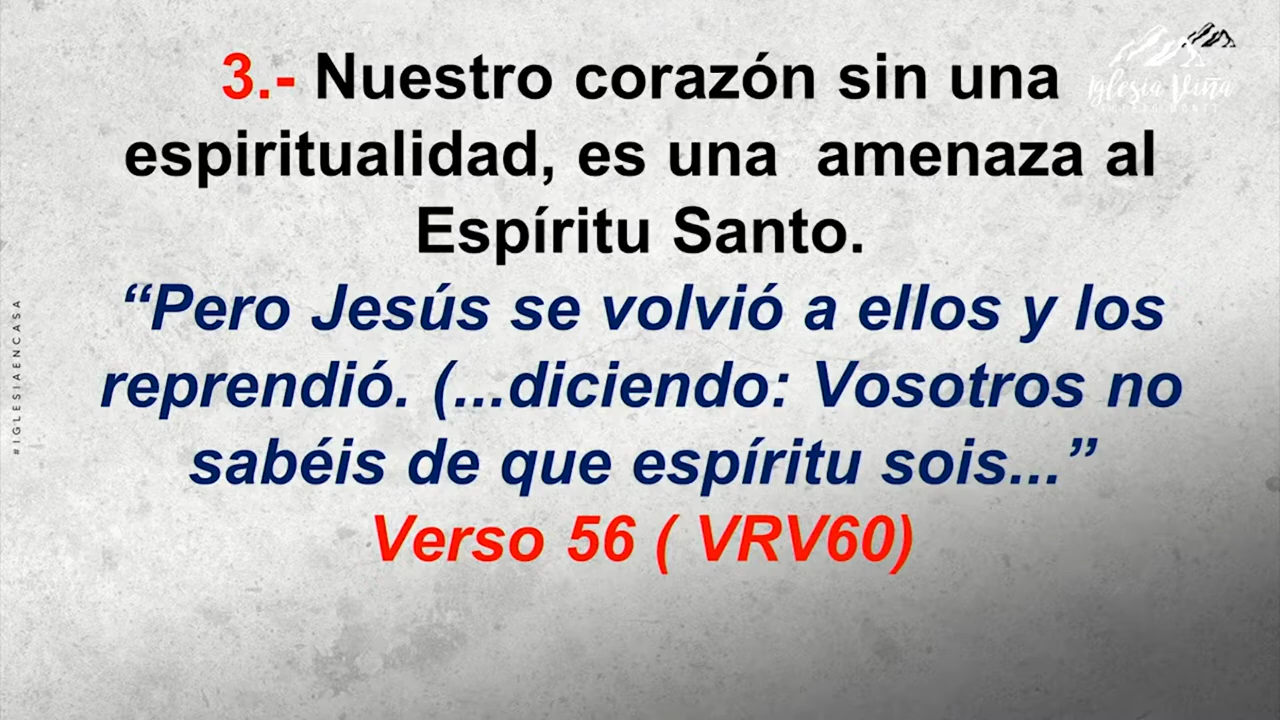 3.- Nuestro corazón sin una
espiritualidad, es una  amenaza al
Espíritu Santo.
“Pero Jesús se volvió a ellos y los
reprendió. (...diciendo: Vosotros no
sabéis de que espíritu sois...”
Verso 56 ( VRV60)
Iglesia Viña
#IGLESIAENCASA